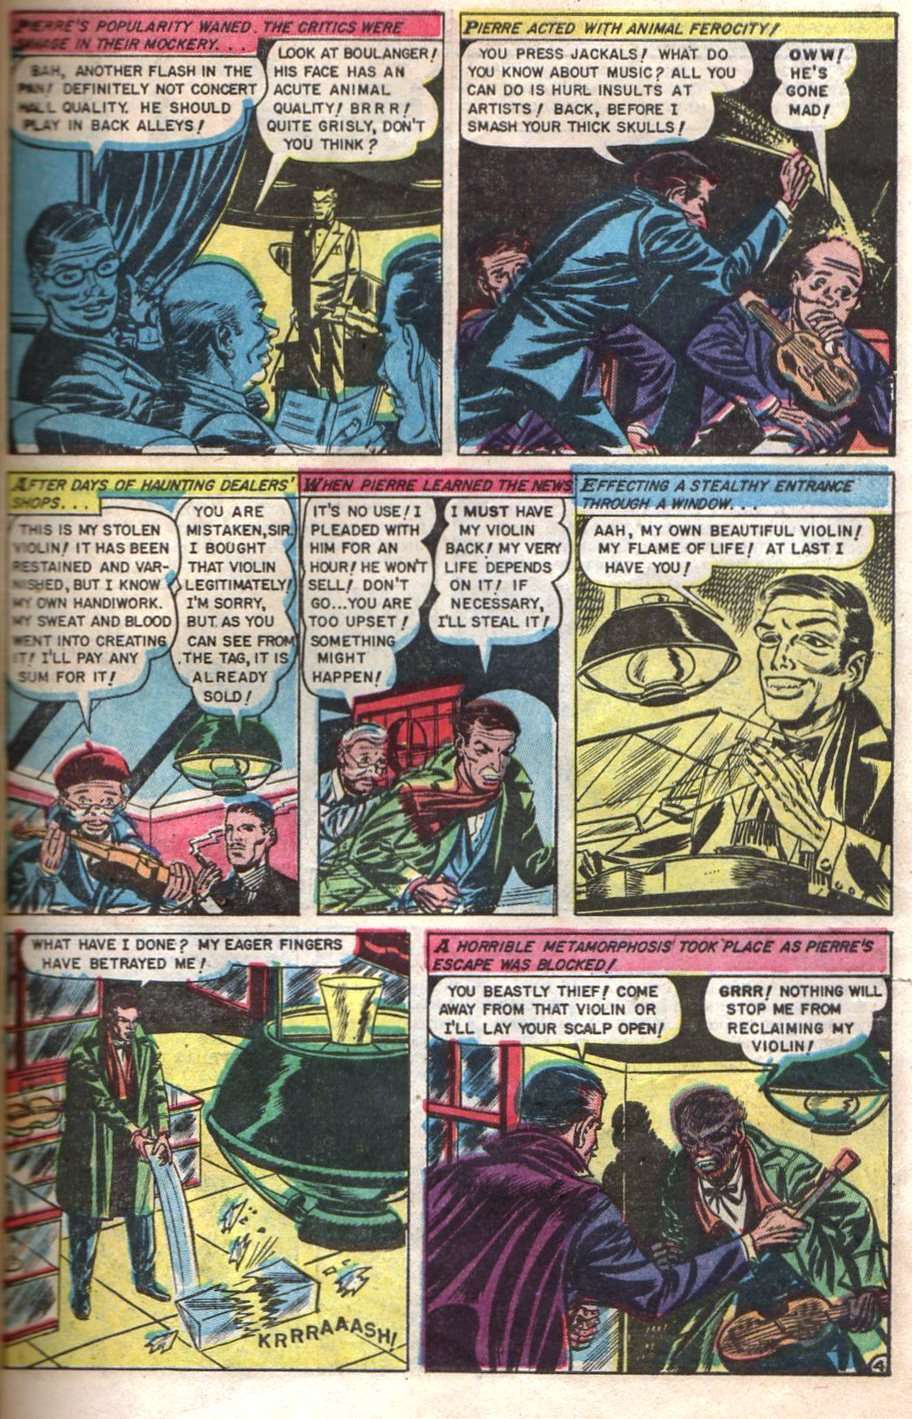 PIERRE'S POPULARITY WANED. THE CRITICS WERE
SAVAGE IN THEIR MOCKERY. . .
BAH, ANOTHER FLASH IN THE
PAN! DEFINITELY NOT CONCERT
HALL QUALITY. HE SHOULD
PLAY IN BACK ALLEYS!
LOOK AT BOULANGER!
HIS FACE HAS AN
ACUTE ANIMAL
QUALITY! BRRR!
QUITE GRISLY, DON'T
YOU THINK?
PIERRE ACTED WITH ANIMAL FEROCITY!
YOU PRESS JACKALS! WHAT DO
YOU KNOW ABOUT MUSIC? ALL YOU
CAN DO IS HURL INSULTS AT
ARTISTS! BACK, BEFORE I
SMASH YOUR THICK SKULLS!
OWW!
HE'S
GONE
MAD!
AFTER DAYS OF HAUNTING DEALERS'
SHOPS. . .
THIS IS MY STOLEN
VIOLIN! IT HAS BEEN
RESTAINED AND VAR-
NISHED, BUT I KNOW
MY OWN HANDIWORK.
MY SWEAT AND BLOOD
WENT INTO CREATING
IT! I'LL PAY ANY
SUM FOR IT!
YOU ARE
MISTAKEN, SIR.
I BOUGHT
THAT VIOLIN
LEGITIMATELY!
I'M SORRY,
BUT AS YOU
CAN SEE FROM
THE TAG, IT IS
ALREADY
SOLD!
WHEN PIERRE LEARNED THE NEWS
IT'S NO USE! I
PLEADED WITH
HIM FOR AN
HOUR! HE WON'T
SELL! DON'T
GO...YOU ARE
TOO UPSET!
SOMETHING
MIGHT
HAPPEN!
I MUST HAVE
MY VIOLIN
BACK! MY VERY
LIFE DEPENDS
ON IT! IF
NECESSARY,
I'LL STEAL IT!
EFFECTING A STEALTHY ENTRANCE
THROUGH A WINDOW. . .
AAH, MY OWN BEAUTIFUL VIOLIN!
MY FLAME OF LIFE! AT LAST I
HAVE YOU!
WHAT HAVE I DONE? MY EAGER FINGERS
HAVE BETRAYED ME!
KRRRAAASH!
A HORRIBLE METAMORPHOSIS TOOK PLACE AS PIERRE'S
ESCAPE WAS BLOCKED!
YOU BEASTLY THIEF! COME
AWAY FROM THAT VIOLIN OR
I'LL LAY YOUR SCALP OPEN!
GRRR! NOTHING WILL
STOP ME FROM
RECLAIMING MY
VIOLIN!
4